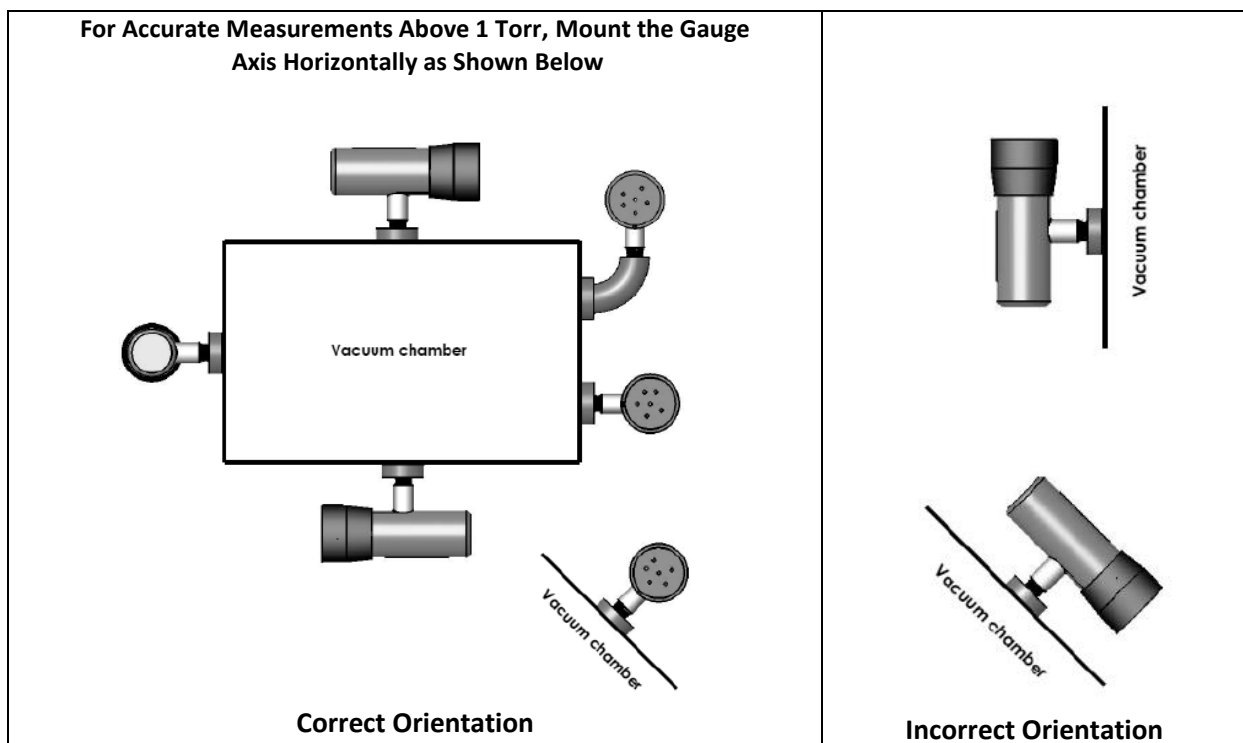 For Accurate Measurements Above 1 Torr, Mount the Gauge
Axis Horizontally as Shown Below
Vacuum chamber
Vacuum chamber
Correct Orientation
Vacuum chamber
Vacuum chamber
Incorrect Orientation